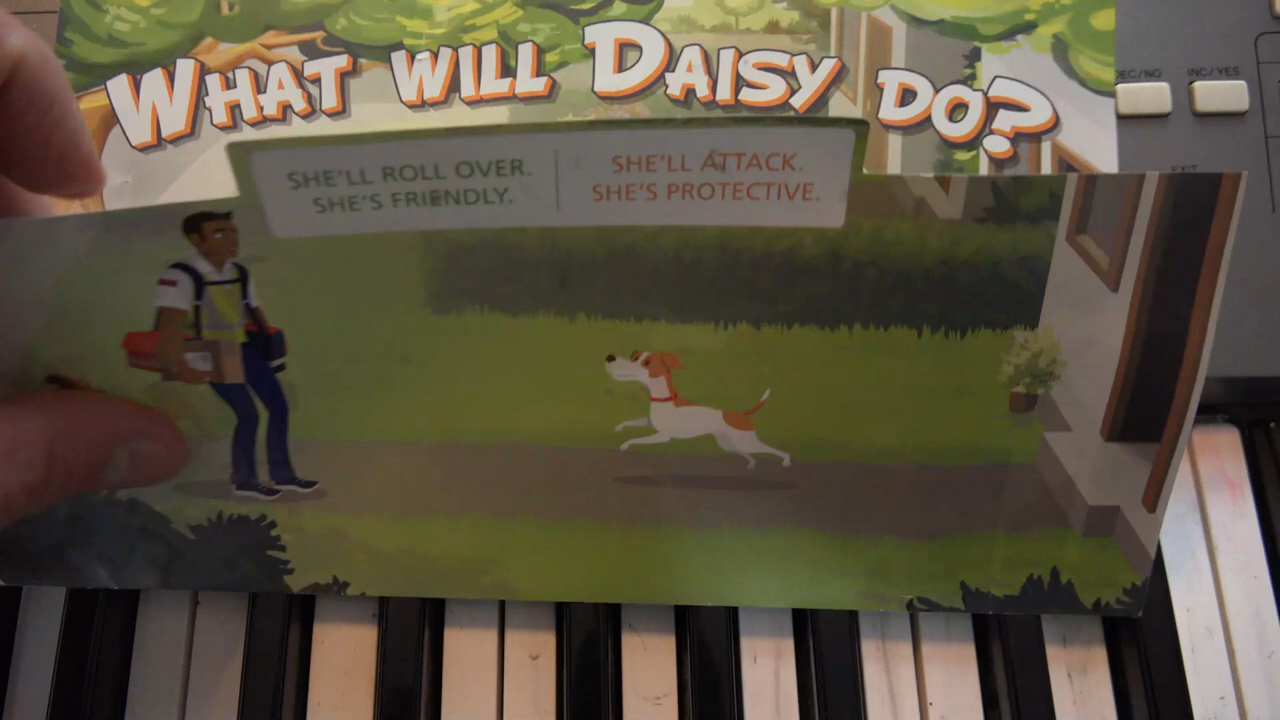 WHAT WILL DAISY DO?
SHE'LL ROLL OVER.
SHE'S FRIENDLY.
SHE'LL ATTACK.
SHE'S PROTECTIVE.
DEC/NO
INC/YES
EXIT